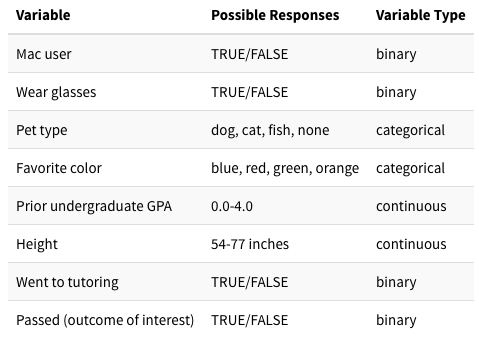 Variable Possible Responses Variable Type
Mac user TRUE/FALSE binary
Wear glasses TRUE/FALSE binary
Pet type dog, cat, fish, none categorical
Favorite color blue, red, green, orange categorical
Prior undergraduate GPA 0.0-4.0 continuous
Height 54-77 inches continuous
Went to tutoring TRUE/FALSE binary
Passed (outcome of interest) TRUE/FALSE binary